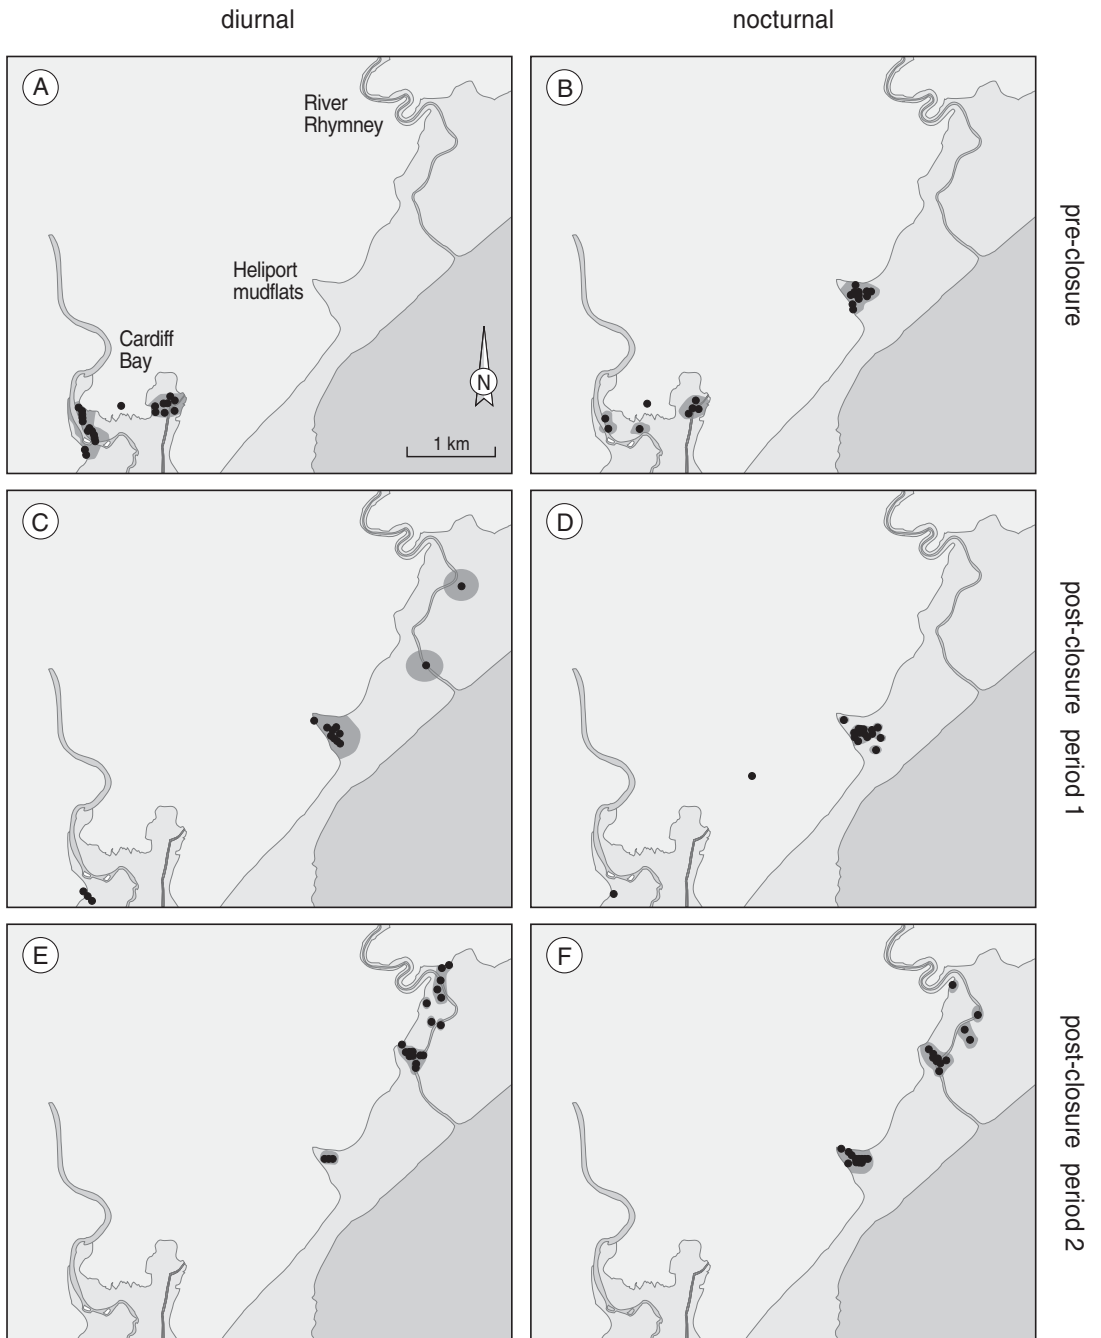 diurnal
nocturnal
A
River
Rhymney
Heliport
mudflats
Cardiff
Bay
N
1 km
B
pre-closure
C
D
post-closure period 1
E
F
post-closure period 2